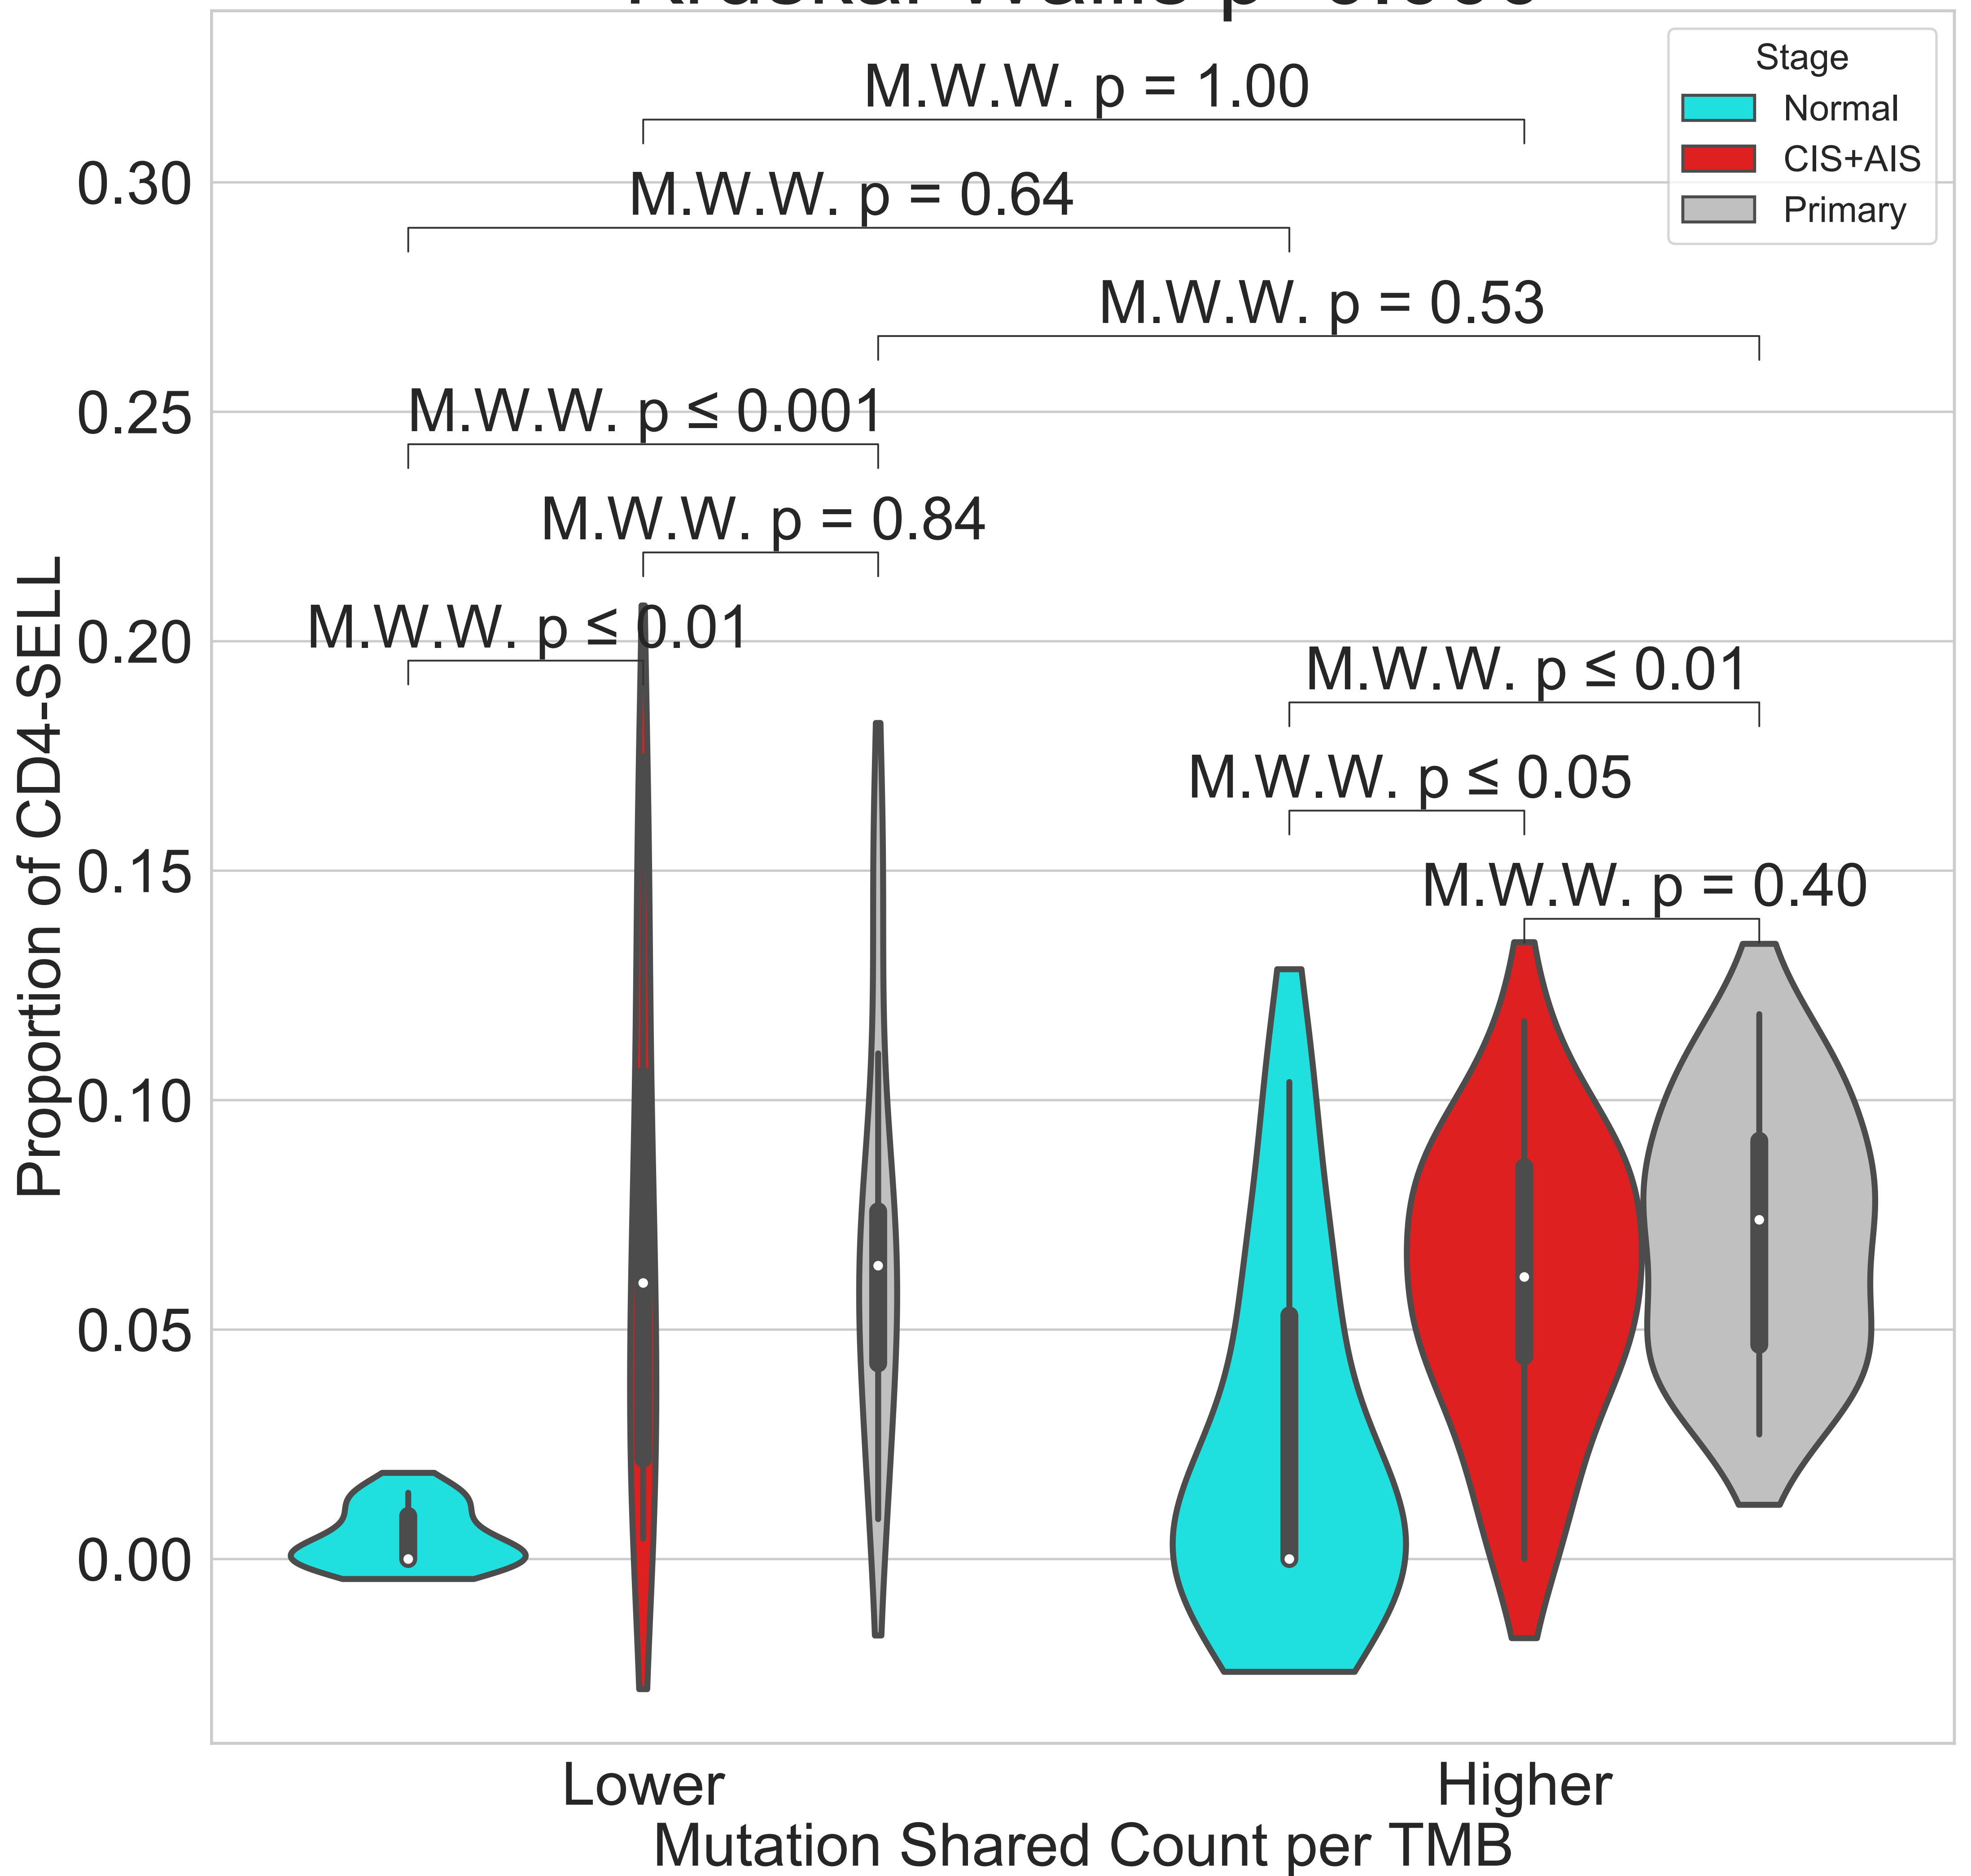 Stage
Normal
CIS+AIS
Primary
M.W.W. p = 1.00
M.W.W. p = 0.64
M.W.W. p = 0.53
M.W.W. p ≤ 0.001
M.W.W. p = 0.84
M.W.W. p ≤ 0.01
M.W.W. p ≤ 0.01
M.W.W. p ≤ 0.05
M.W.W. p = 0.40
0.30
0.25
0.20
0.15
0.10
0.05
0.00
Proportion of CD4-SELL
Lower
Higher
Mutation Shared Count per TMB